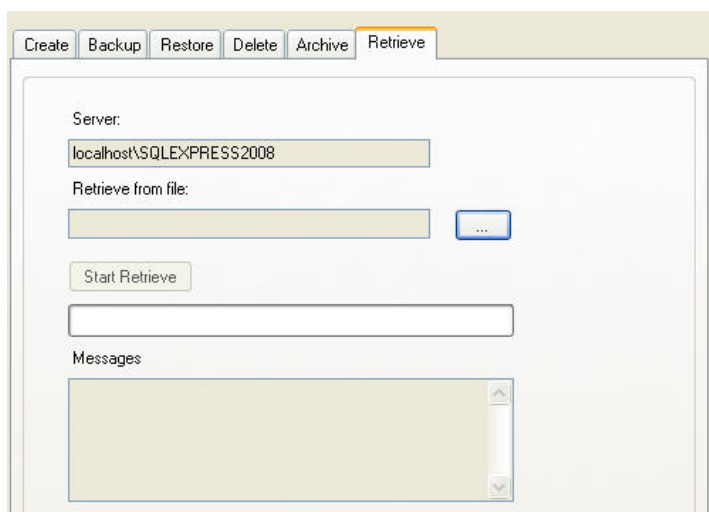 Create Backup Restore Delete Archive Retrieve
Server:
localhost\SQLEXPRESS2008
Retrieve from file:
...
Start Retrieve
Messages